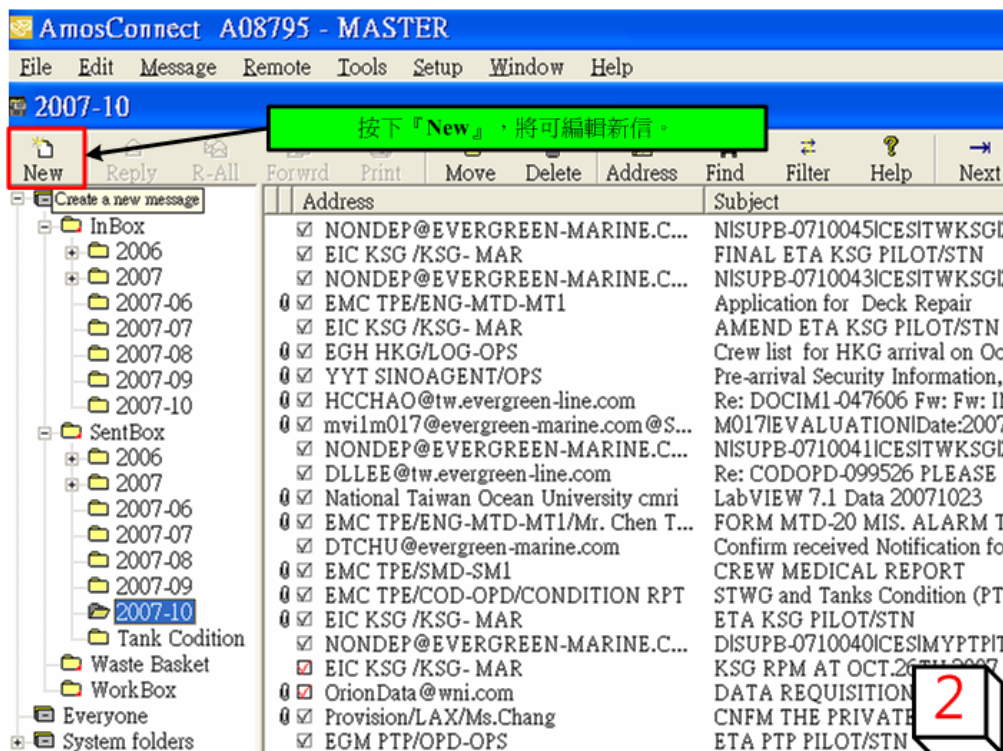 AmosConnect A08795 - MASTER
File Edit Message Remote Tools Setup Window Help
2007-10
按下『New』，將可編輯新信。
New Reply R-All Forwrd Print Move Delete Address Find Filter Help Next
Create a new message
Address Subject
InBox
2006
2007
2007-06
2007-07
2007-08
2007-09
2007-10
SentBox
2006
2007
2007-06
2007-07
2007-08
2007-09
2007-10
Tank Codition
Waste Basket
WorkBox
Everyone
System folders
NONDEP@EVERGREEN-MARINE.C... N|SUPB-0710045|CES|TWKSG|
EIC KSG /KSG- MAR FINAL ETA KSG PILOT/STN
NONDEP@EVERGREEN-MARINE.C... N|SUPB-0710043|CES|TWKSG|
EMC TPE/ENG-MTD-MT1 Application for Deck Repair
EIC KSG /KSG- MAR AMEND ETA KSG PILOT/STN
EGH HKG/LOG-OPS Crew list for HKG arrival on Oc
YYT SINOAGENT/OPS Pre-arrival Security Information,
HCCHAO@tw.evergreen-line.com Re: DOCIM1-047606 Fw: Fw:
mvi1m017@evergreen-marine.com@S... M017|EVALUATION|Date:2007
NONDEP@EVERGREEN-MARINE.C... N|SUPB-0710041|CES|TWKSG|
DLLEE@tw.evergreen-line.com Re: CODOPD-099526 PLEASE
National Taiwan Ocean University cmri LabVIEW 7.1 Data 20071023
EMC TPE/ENG-MTD-MT1/Mr. Chen T... FORM MTD-20 MIS. ALARM T
DTCHU@evergreen-marine.com Confirm received Notification fo
EMC TPE/SMD-SM1 CREW MEDICAL REPORT
EMC TPE/COD-OPD/CONDITION RPT STWG and Tanks Condition (PT
EIC KSG /KSG- MAR ETA KSG PILOT/STN
NONDEP@EVERGREEN-MARINE.C... D|SUPB-0710040|CES|MYPTP|T
EIC KSG /KSG- MAR KSG RPM AT OCT.26TH 2007
OrionData@wni.com DATA REQUISITION
Provision/LAX/Ms.Chang CNFM THE PRIVATE
EGM PTP/OPD-OPS ETA PTP PILOT/STN
2